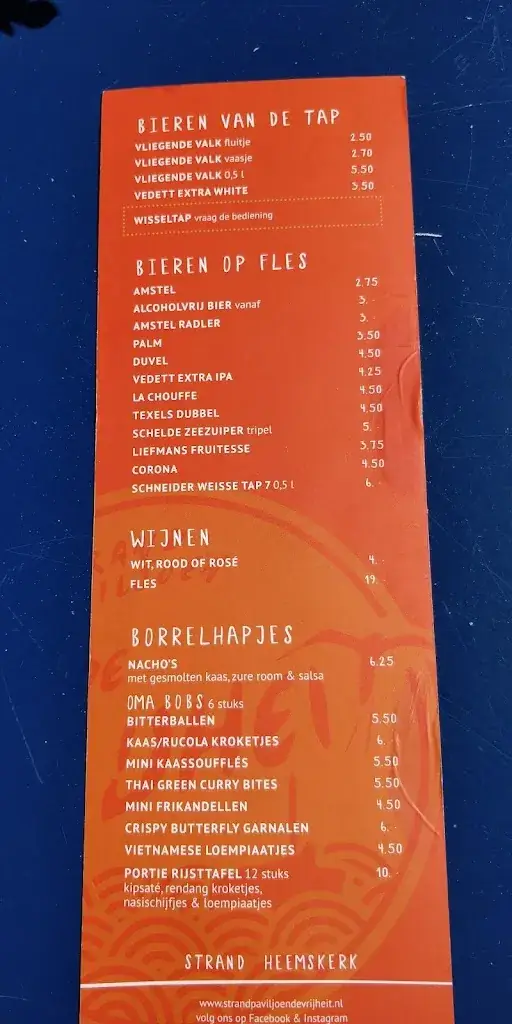 BIEREN VAN DE TAP
VLIEGENDE VALK fluitje 2.50
VLIEGENDE VALK vaasje 2.70
VLIEGENDE VALK 0,5 l 5.50
VEDETT EXTRA WHITE 3.50
WISSELTAP vraag de bediening
BIEREN OP FLES
AMSTEL 2.75
ALCOHOLVRIJ BIER vanaf 3.-
AMSTEL RADLER 3.-
PALM 3.50
DUVEL 4.50
VEDETT EXTRA IPA 4.25
LA CHOUFFE 4.50
TEXELS DUBBEL 4.50
SCHELDE ZEEZUIPER tripel 5.-
LIEFMANS FRUITESSE 3.75
CORONA 4.50
SCHNEIDER WEISSE TAP 7 0,5 l 6.-
WIJNEN
WIT, ROOD OF ROSÉ 4.-
FLES 19.-
BORRELHAPJES
NACHO'S 6.25
met gesmolten kaas, zure room & salsa
OMA BOBS 6 stuks
BITTERBALLEN 5.50
KAAS/RUCOLA KROKETJES 6.-
MINI KAASSOUFFLÉS 5.50
THAI GREEN CURRY BITES 5.50
MINI FRIKANDELLEN 4.50
CRISPY BUTTERFLY GARNALEN 6.-
VIETNAMESE LOEMPIAATJES 4.50
PORTIE RIJSTTAFEL 12 stuks 10.-
kipsaté, rendang kroketjes,
nasischijfjes & loempiaatjes
STRAND HEEMSKERK
www.strandpaviljoendevrijheit.nl
volg ons op Facebook & Instagram